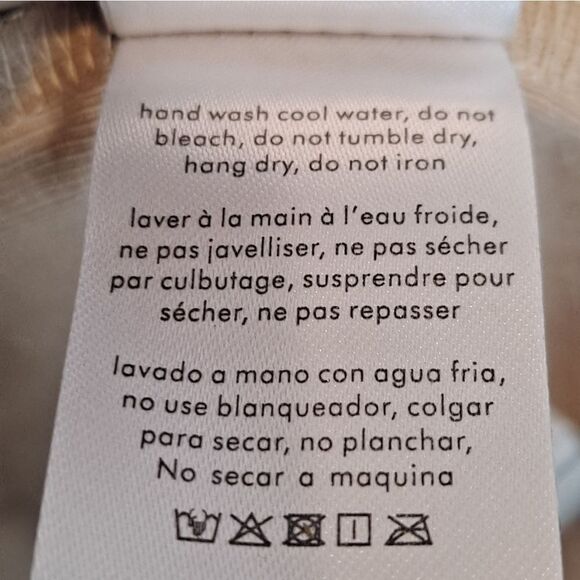 hand wash cool water, do not
bleach, do not tumble dry,
hang dry, do not iron
laver à la main à l'eau froide,
ne pas javelliser, ne pas sécher
par culbutage, susprendre pour
sécher, ne pas repasser
lavado a mano con agua fria,
no use blanqueador, colgar
para secar, no planchar,
No secar a maquina